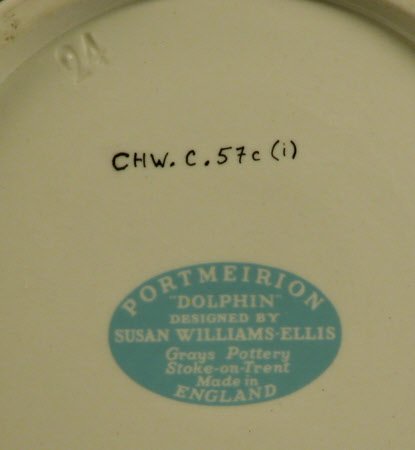 24
CHW. C. 57c (i)
PORTMEIRION
"DOLPHIN"
DESIGNED BY
SUSAN WILLIAMS-ELLIS
Grays Pottery
Stoke-on-Trent
Made in
ENGLAND